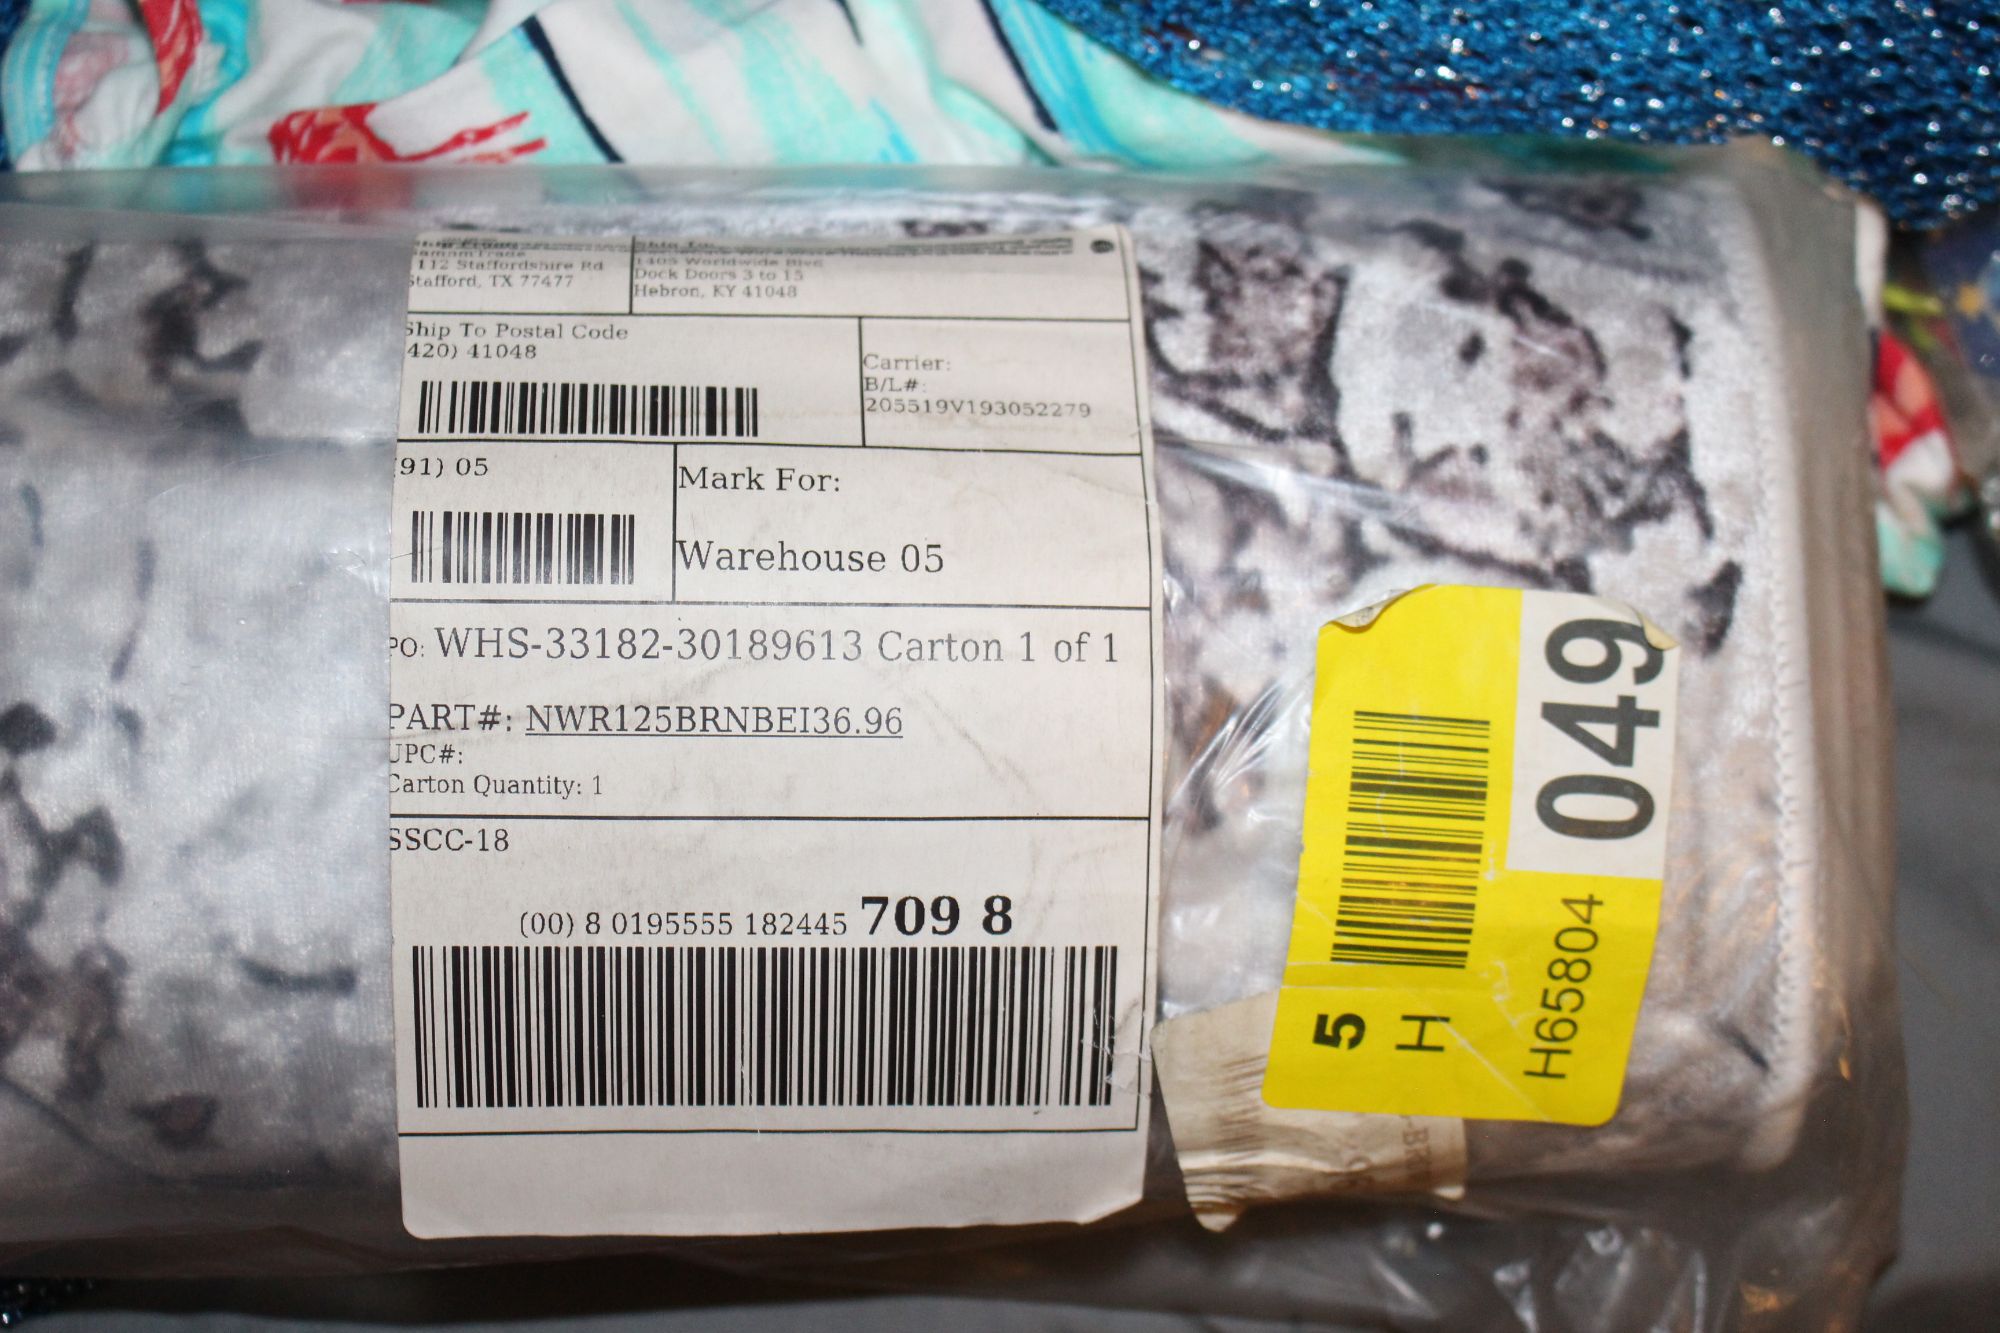 112 Staffordshire Rd
Stafford, TX 77477
1405 Worldwide Blvd
Dock Doors 3 to 15
Hebron, KY 41048
Ship To Postal Code
420) 41048
Carrier:
B/L#:
205519V193052279
(91) 05
Mark For:
Warehouse 05
PO: WHS-33182-30189613 Carton 1 of 1
PART#: NWR125BRNBEI36.96
UPC#:
Carton Quantity: 1
SSCC-18
(00) 8 0195555 182445 709 8
049
5
H
H65804